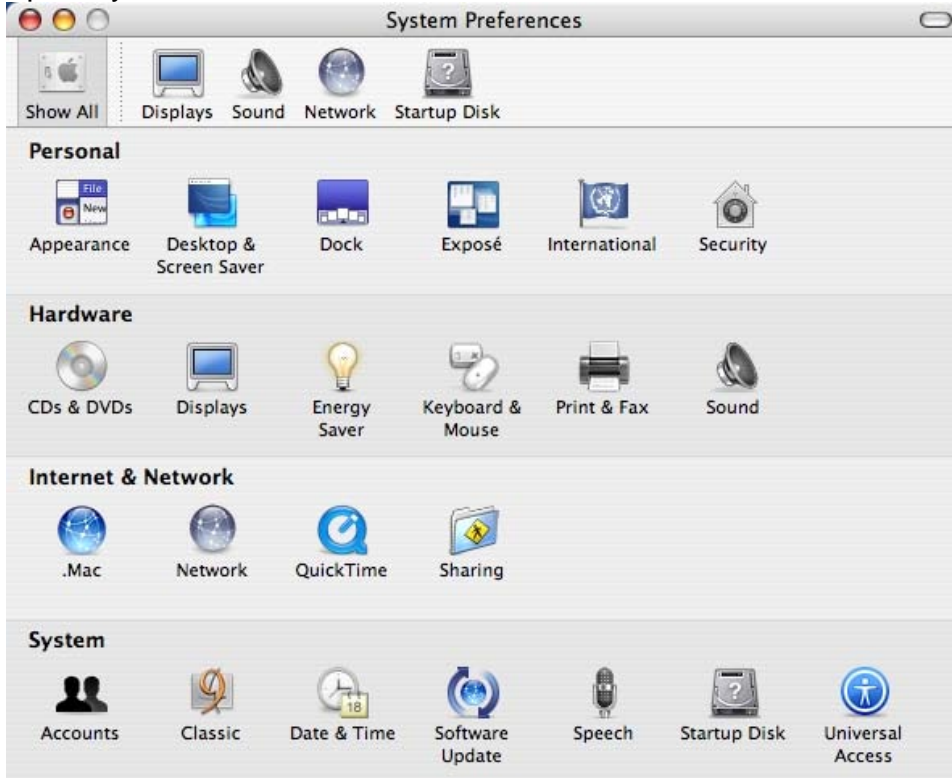 System Preferences
Show All Displays Sound Network Startup Disk
Personal
File
New
Appearance Desktop & Screen Saver Dock Exposé International Security
Hardware
CDs & DVDs Displays Energy Saver Keyboard & Mouse Print & Fax Sound
Internet & Network
.Mac Network QuickTime Sharing
System
18
Accounts Classic Date & Time Software Update Speech Startup Disk Universal Access